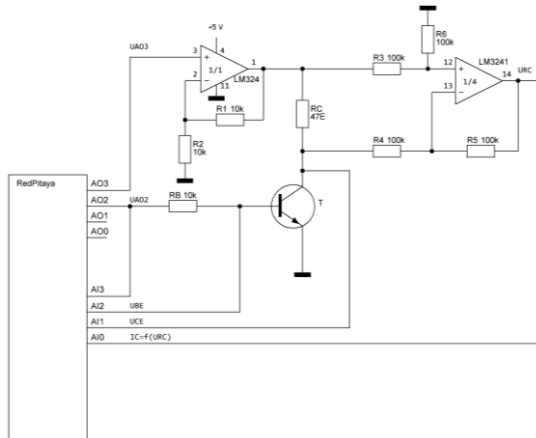 +5 V
R6
100k
UAO3
3
+
4
1
R3 100k
12
+
LM3241
1/1
LM324
14
URC
2
−
11
13
−
1/4
R1 10k
RC
47E
R2
10k
R4 100k
R5 100k
RedPitaya
AO3
AO2
UAO2
RB 10k
T
AO1
AO0
AI3
AI2
UBE
AI1
UCE
AI0
IC=f(URC)